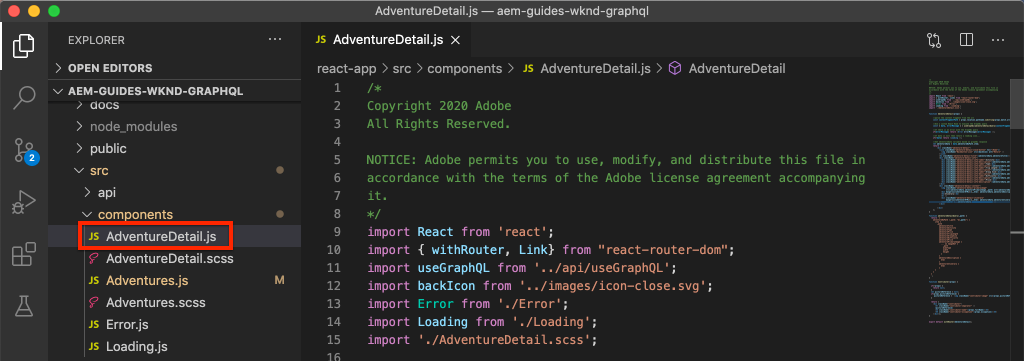 AdventureDetail.js — aem-guides-wknd-graphql
EXPLORER
OPEN EDITORS
AEM-GUIDES-WKND-GRAPHQL
docs
node_modules
public
src
api
components
JS AdventureDetail.js
AdventureDetail.scss
JS Adventures.js M
Adventures.scss
JS Error.js
JS Loading.js
2
JS AdventureDetail.js ×
react-app > src > components > JS AdventureDetail.js > AdventureDetail
1 /*
2 Copyright 2020 Adobe
3 All Rights Reserved.
4
5 NOTICE: Adobe permits you to use, modify, and distribute this file in
6 accordance with the terms of the Adobe license agreement accompanying
7 it.
8 */
9 import React from 'react';
10 import { withRouter, Link} from "react-router-dom";
11 import useGraphQL from '../api/useGraphQL';
12 import backIcon from '../images/icon-close.svg';
13 import Error from './Error';
14 import Loading from './Loading';
15 import './AdventureDetail.scss';
16